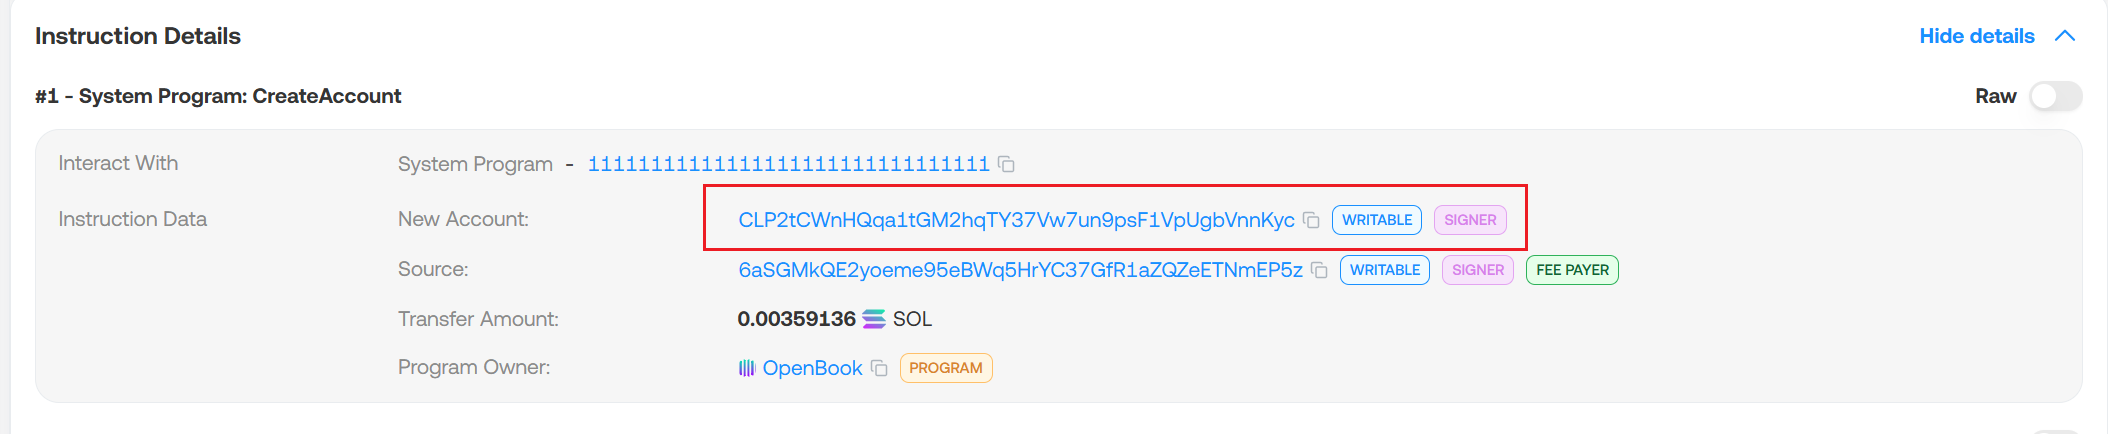 Instruction Details
Hide details
#1 - System Program: CreateAccount
Raw
Interact With
System Program - 11111111111111111111111111111111
Instruction Data
New Account:
CLP2tCWnHQqa1tGM2hqTY37Vw7un9psF1VpUgbVnnKyc WRITABLE SIGNER
Source:
6aSGMkQE2yoeme95eBWq5HrYC37GfR1aZQZeETNmEP5z WRITABLE SIGNER FEE PAYER
Transfer Amount:
0.00359136 SOL
Program Owner:
OpenBook PROGRAM